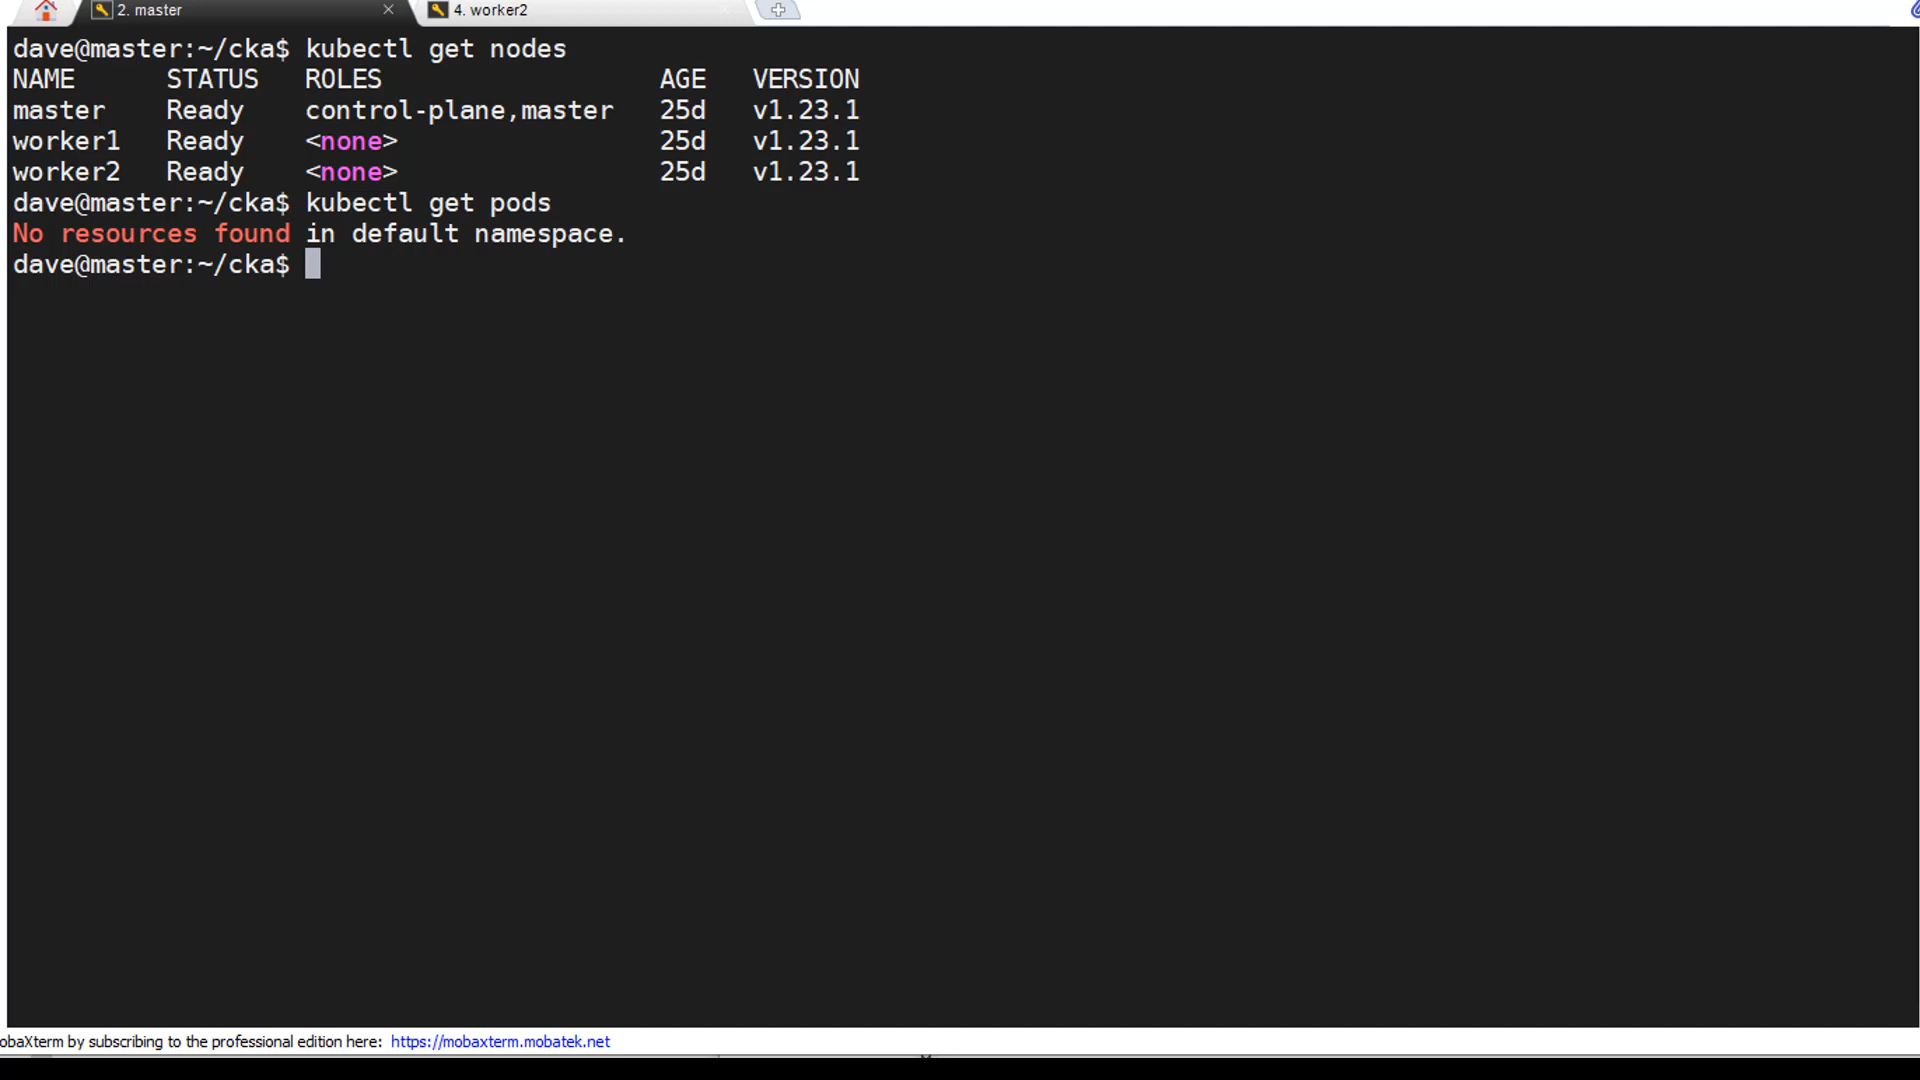 2. master
4. worker2
dave@master:~/cka$ kubectl get nodes
NAME STATUS ROLES AGE VERSION
master Ready control-plane,master 25d v1.23.1
worker1 Ready <none> 25d v1.23.1
worker2 Ready <none> 25d v1.23.1
dave@master:~/cka$ kubectl get pods
No resources found in default namespace.
dave@master:~/cka$
obaXterm by subscribing to the professional edition here: https://mobaxterm.mobatek.net